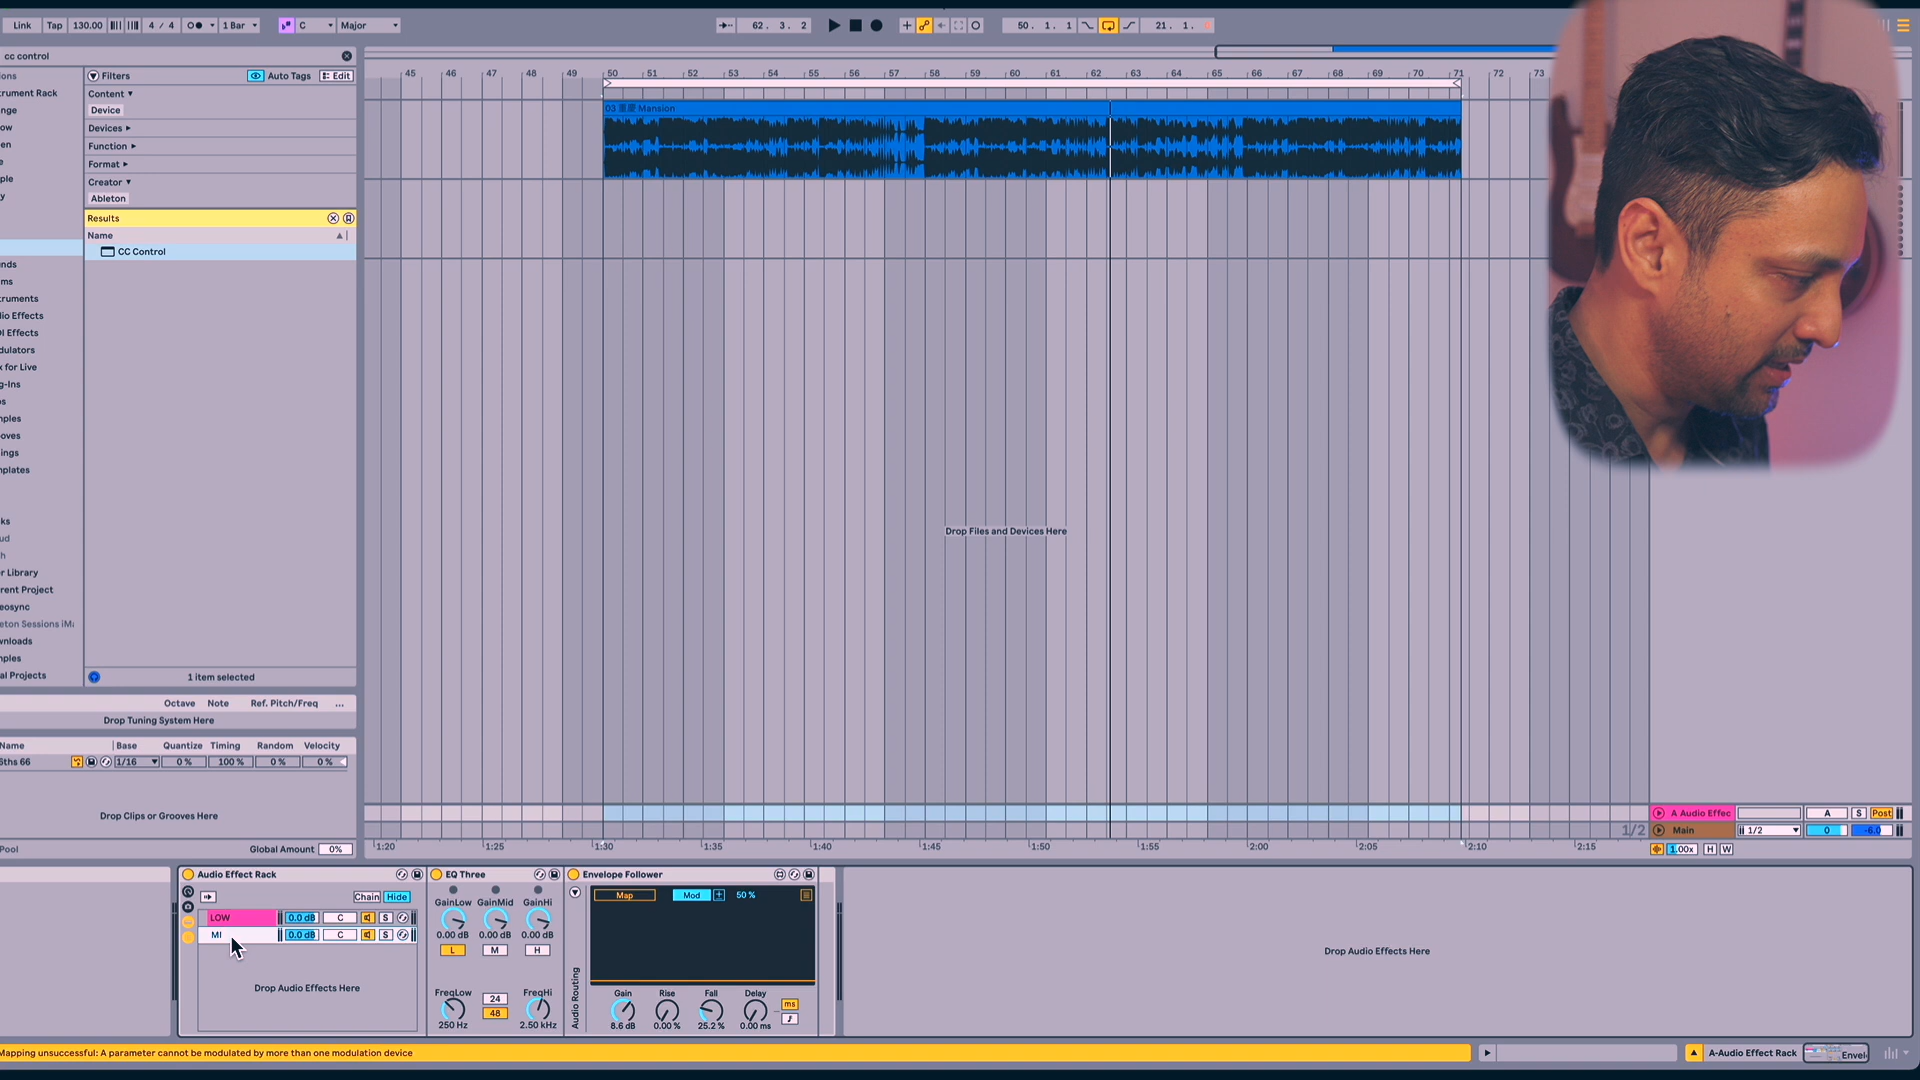 Link Tap 130.00 4 / 4 1 Bar C Major 62. 3. 2 50. 1. 1 21. 1.
cc control
ions
trument Rack
nge
ow
en
e
ple
y
nds
ms
truments
io Effects
I Effects
dulators
x for Live
g-Ins
os
nples
oves
ings
nplates
ks
ud
h
r Library
rent Project
eosync
eton Sessions iMa
wnloads
nples
al Projects
Filters Auto Tags Edit
Content
Device
Devices
Function
Format
Creator
Ableton
Results
Name
CC Control
1 item selected
Octave Note Ref. Pitch/Freq ...
Drop Tuning System Here
Name Base Quantize Timing Random Velocity
6ths 66 1/16 0 % 100 % 0 % 0 %
Drop Clips or Grooves Here
Pool Global Amount 0%
45 46 47 48 49 50 51 52 53 54 55 56 57 58 59 60 61 62 63 64 65 66 67 68 69 70 71 72 73
03 重慶 Mansion
Drop Files and Devices Here
A Audio Effec A S Post
1/2 Main 1/2 0 -6.0
1.00x H W
1:20 1:25 1:30 1:35 1:40 1:45 1:50 1:55 2:00 2:05 2:10 2:15
Audio Effect Rack
Chain Hide
LOW 0.0 dB C S
MI 0.0 dB C S
Drop Audio Effects Here
EQ Three
GainLow GainMid GainHi
0.00 dB 0.00 dB 0.00 dB
L M H
FreqLow 24 FreqHi
48
250 Hz 2.50 kHz
Envelope Follower
Map Mod + 50 %
Audio Routing
Gain Rise Fall Delay ms
8.6 dB 0.00 % 25.2 % 0.00 ms
Drop Audio Effects Here
Mapping unsuccessful: A parameter cannot be modulated by more than one modulation device
A-Audio Effect Rack Envel